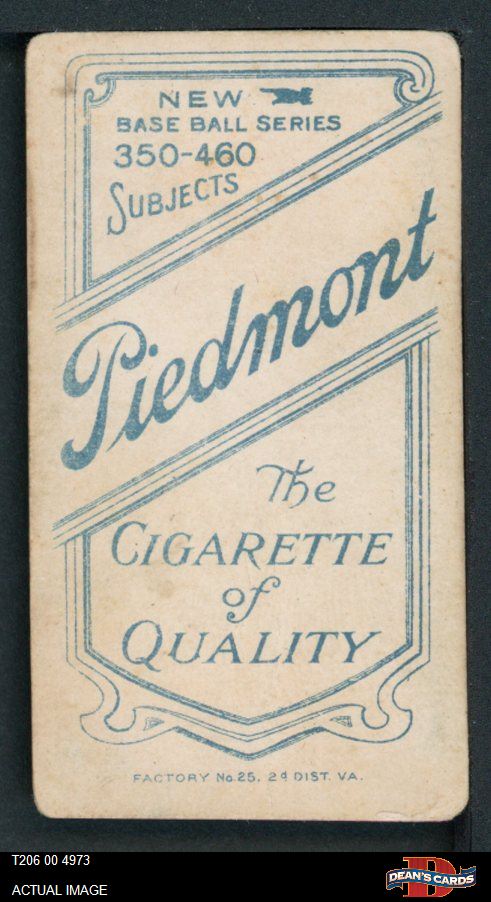 NEW
BASE BALL SERIES
350-460
SUBJECTS
Piedmont
The
CIGARETTE
of
QUALITY
FACTORY No. 25. 2d DIST. VA.
T206 00 4973
ACTUAL IMAGE
D
DEAN'S CARDS